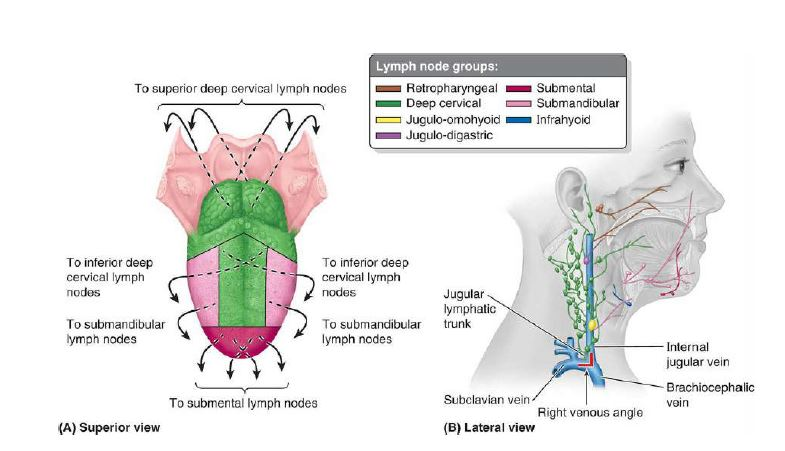 Lymph node groups:
Retropharyngeal
Deep cervical
Jugulo-omohyoid
Jugulo-digastric
Submental
Submandibular
Infrahyoid
To superior deep cervical lymph nodes
To inferior deep
cervical lymph
nodes
To inferior deep
cervical lymph
nodes
To submandibular
lymph nodes
To submandibular
lymph nodes
To submental lymph nodes
(A) Superior view
Jugular
lymphatic
trunk
Internal
jugular vein
Brachiocephalic
vein
Subclavian vein
Right venous angle
(B) Lateral view